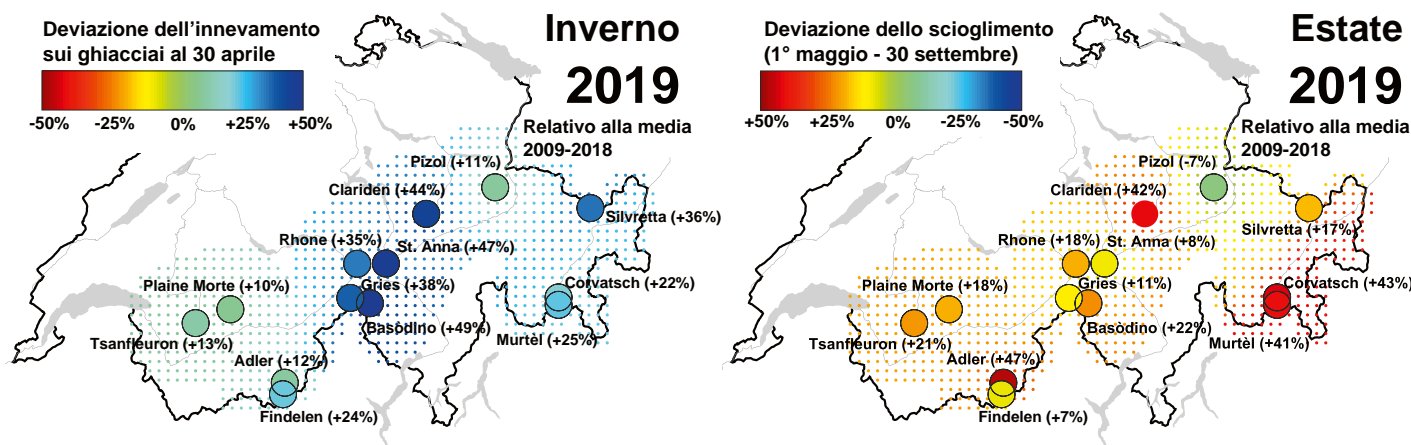 Deviazione dell'innevamento
sui ghiacciai al 30 aprile
-50% -25% 0% +25% +50%
Inverno
2019
Relativo alla media
2009-2018
Pizol (+11%)
Clariden (+44%)
Silvretta (+36%)
Rhone (+35%)
St. Anna (+47%)
Plaine Morte (+10%)
Gries (+38%)
Corvatsch (+22%)
Basòdino (+49%)
Tsanfleuron (+13%)
Murtèl (+25%)
Adler (+12%)
Findelen (+24%)
Deviazione dello scioglimento
(1° maggio - 30 settembre)
+50% +25% 0% -25% -50%
Estate
2019
Relativo alla media
2009-2018
Pizol (-7%)
Clariden (+42%)
Silvretta (+17%)
Rhone (+18%)
St. Anna (+8%)
Plaine Morte (+18%)
Gries (+11%)
Corvatsch (+43%)
Basòdino (+22%)
Tsanfleuron (+21%)
Murtèl (+41%)
Adler (+47%)
Findelen (+7%)